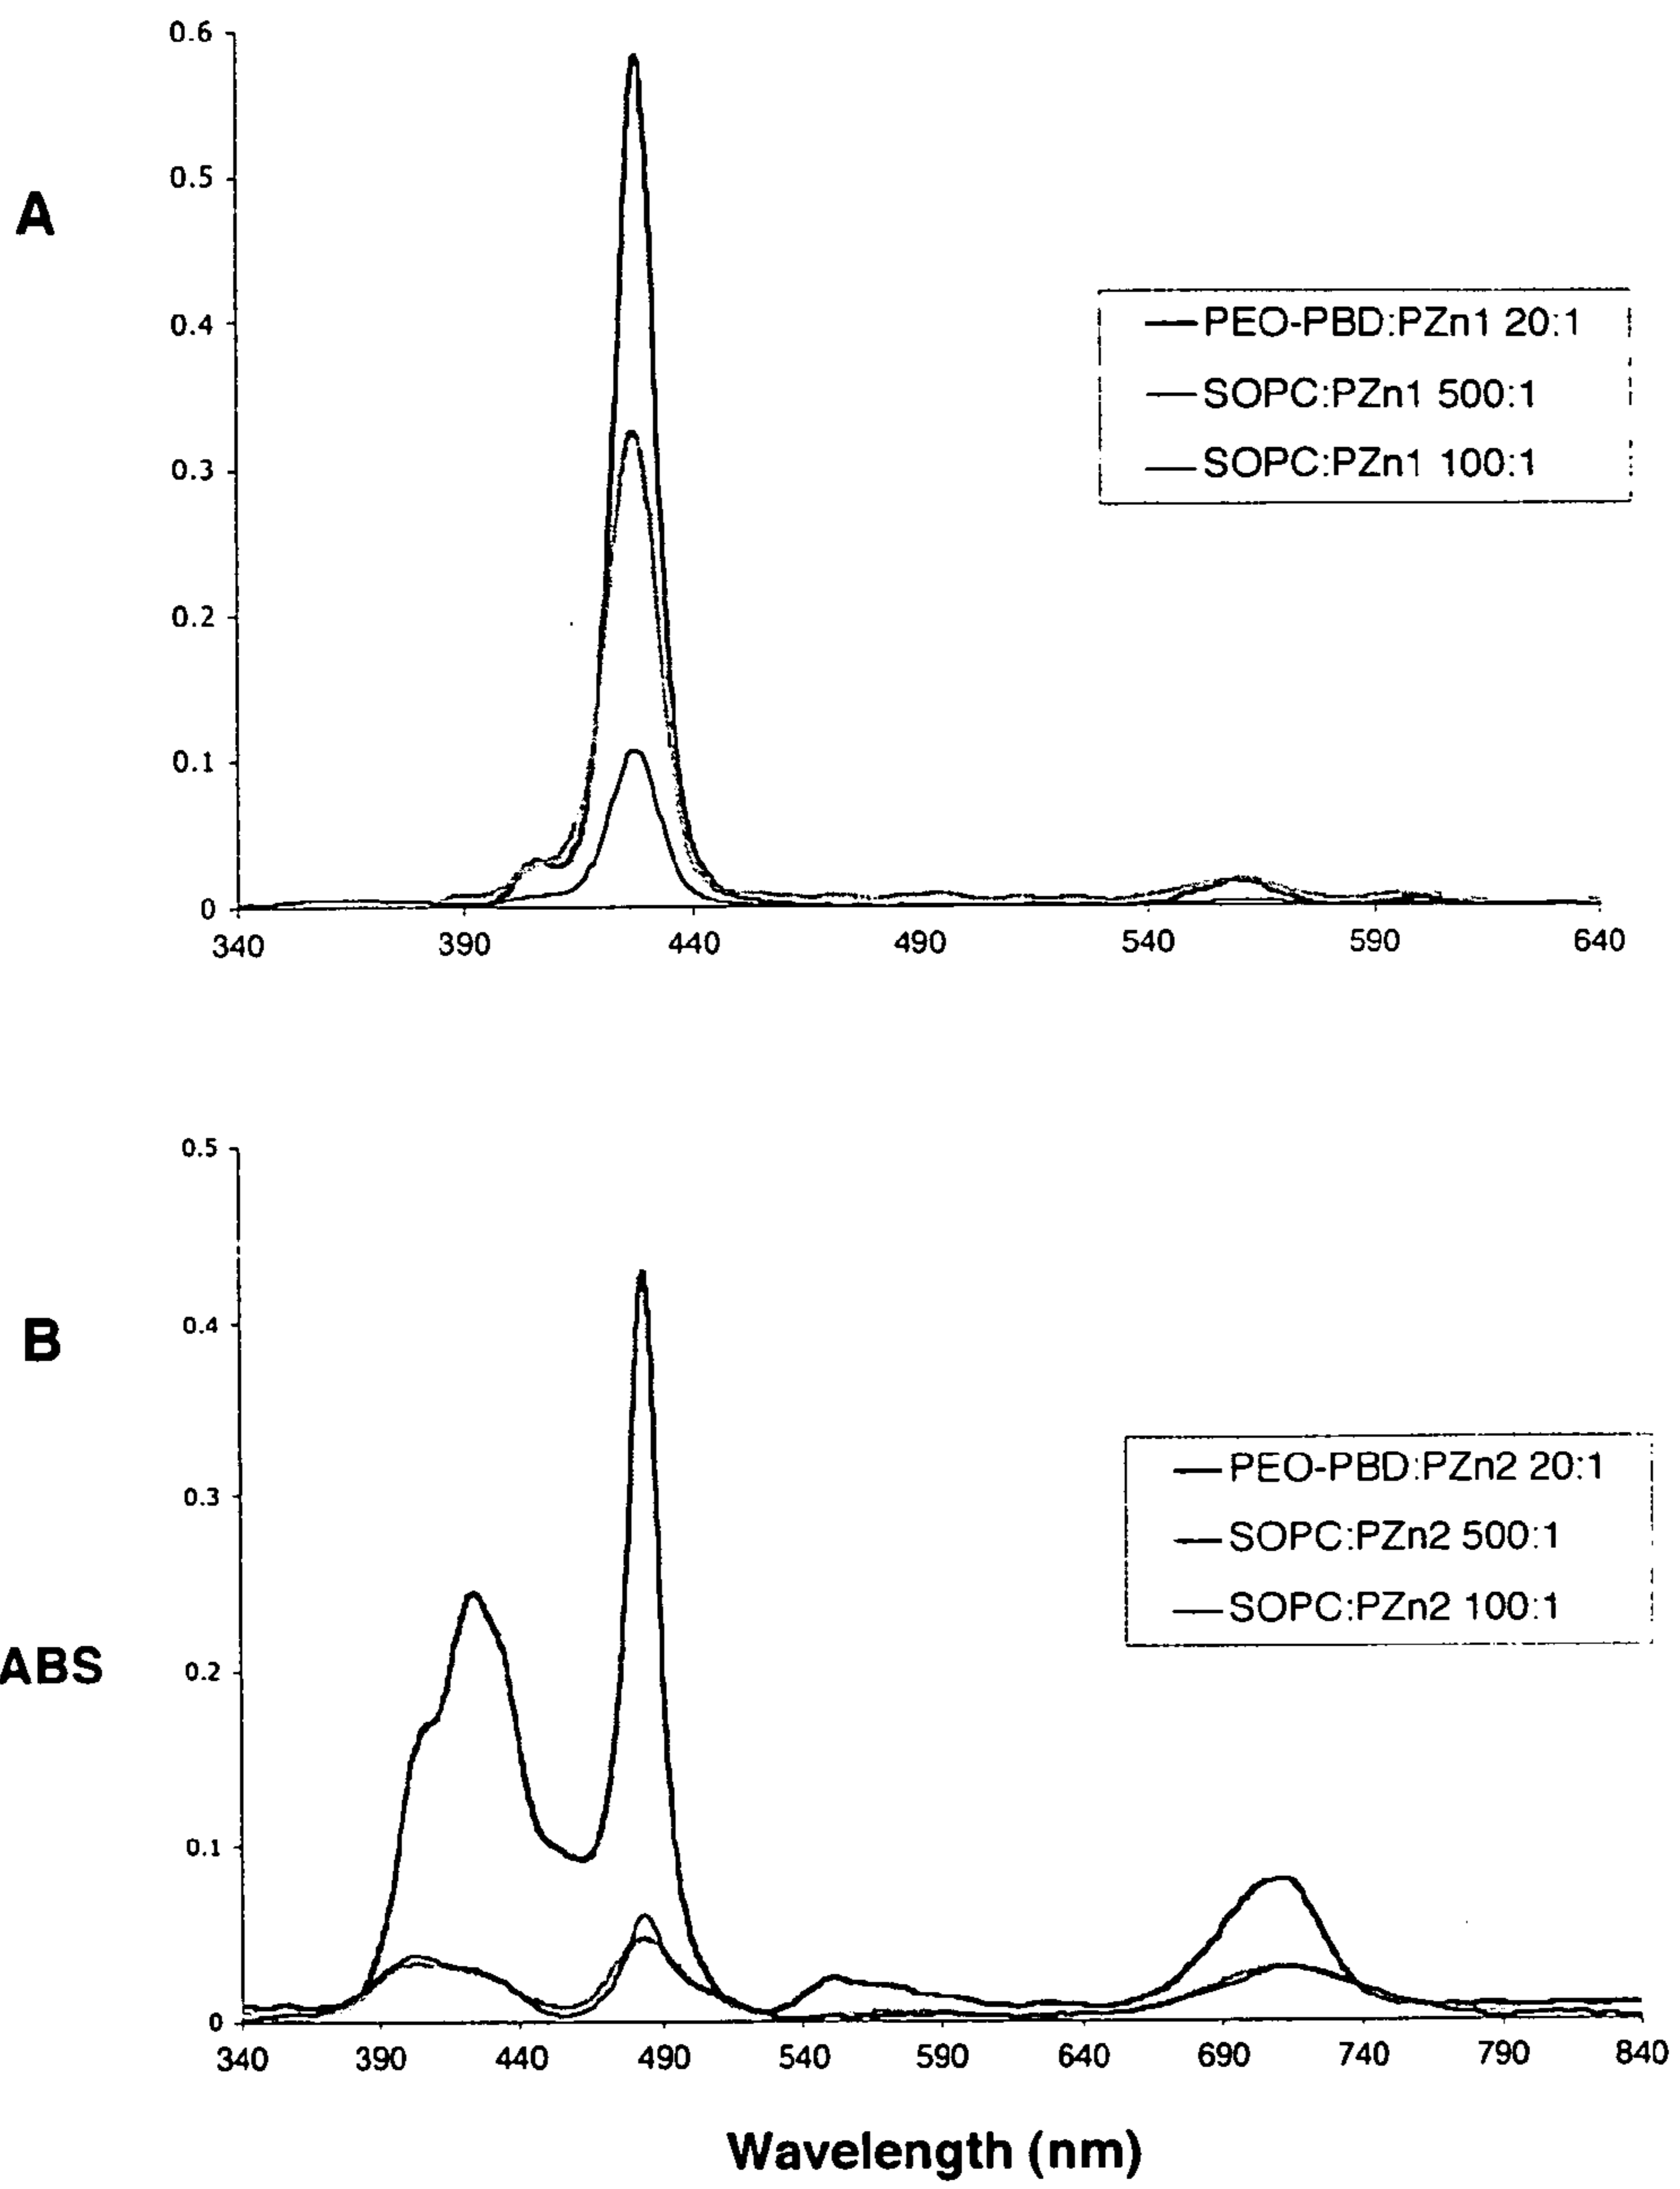 A
0.6
0.5
0.4
0.3
0.2
0.1
0
340 390 440 490 540 590 640
PEO-PBD:PZn1 20:1
SOPC:PZn1 500:1
SOPC:PZn1 100:1
B
ABS
0.5
0.4
0.3
0.2
0.1
0
340 390 440 490 540 590 640 690 740 790 840
PEO-PBD:PZn2 20:1
SOPC:PZn2 500:1
SOPC:PZn2 100:1
Wavelength (nm)